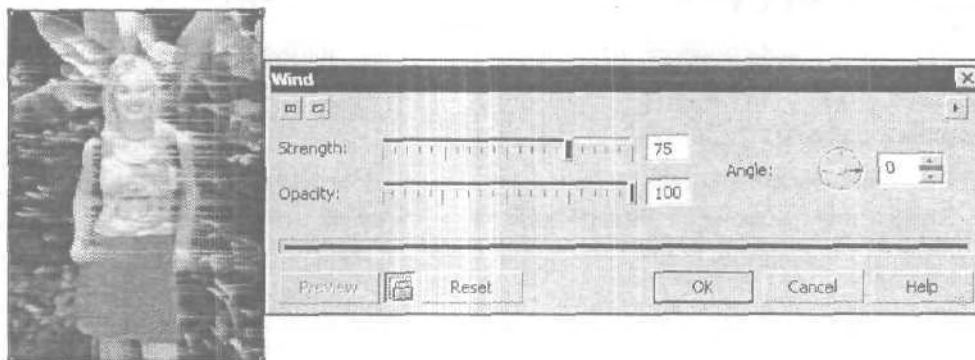 Wind
Strength: 75
Angle: 0
Opacity: 100
Preview Reset OK Cancel Help